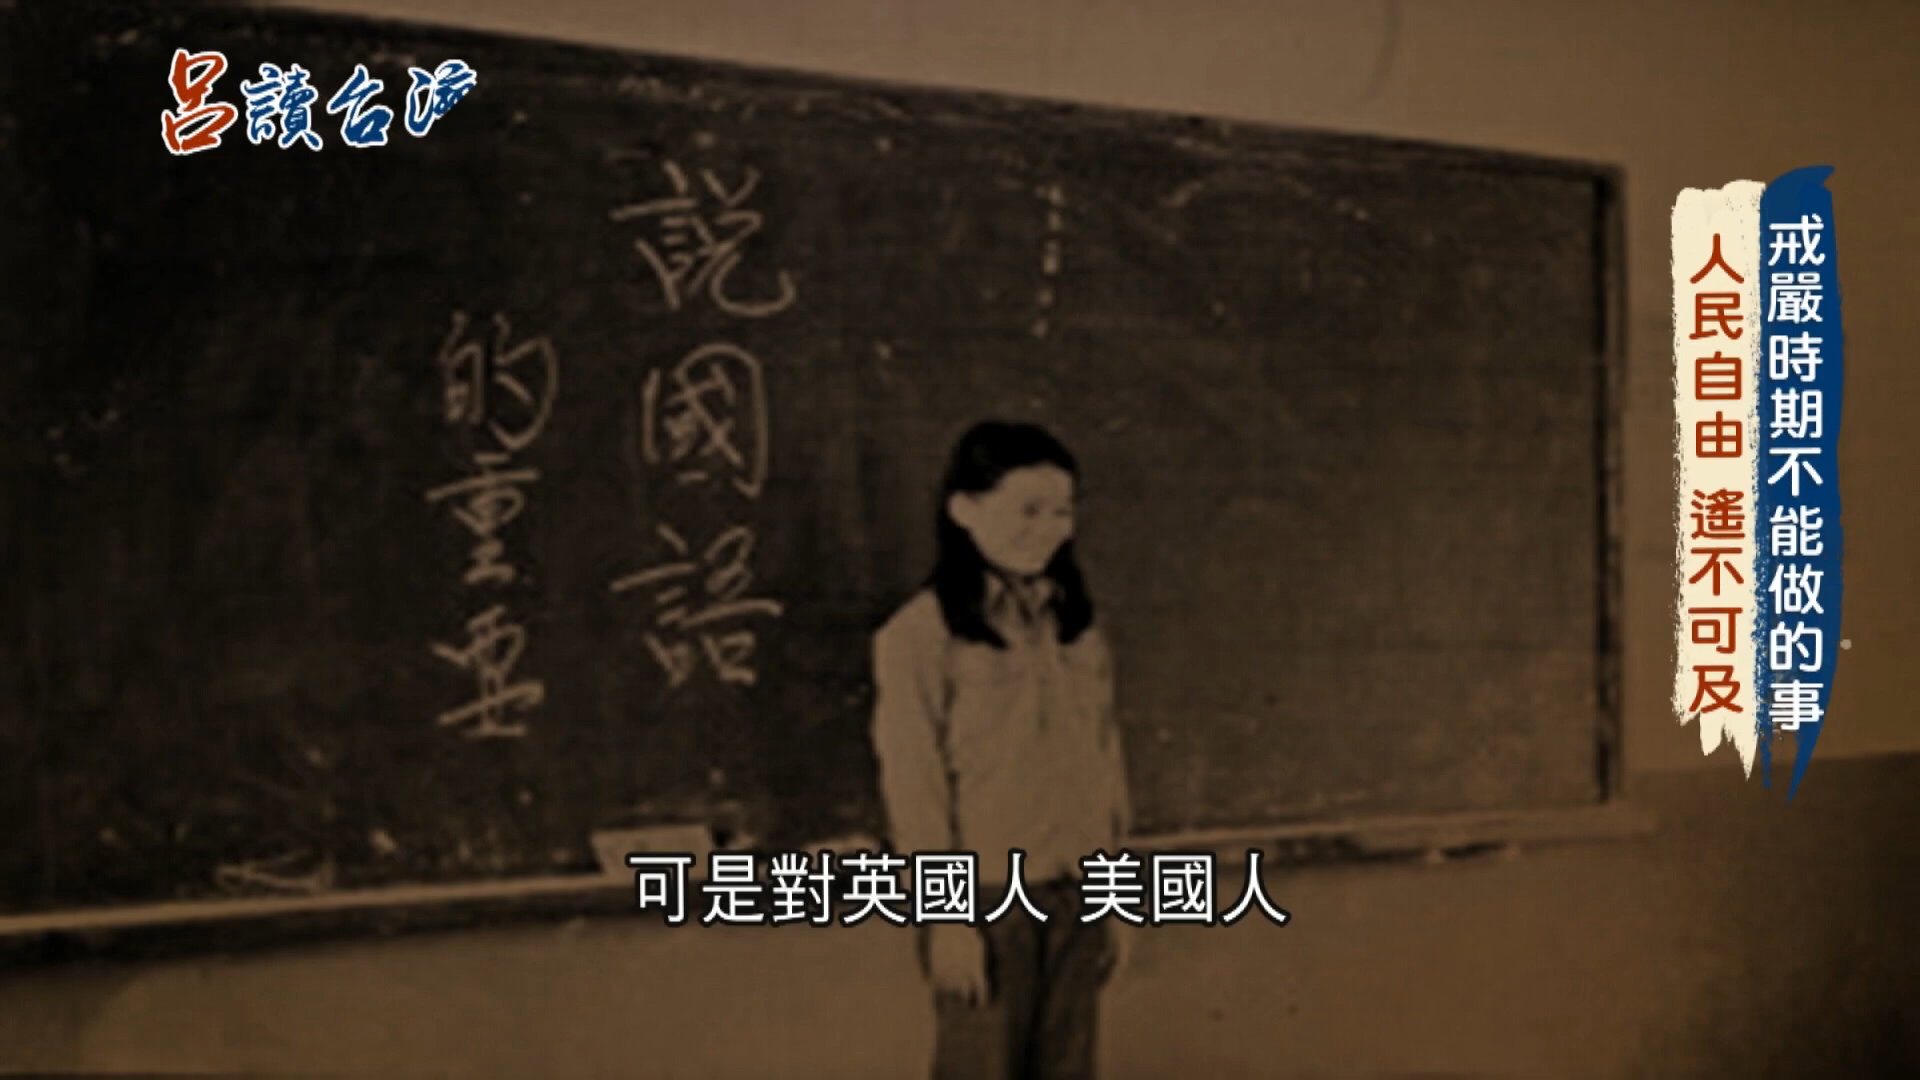 呂讀台灣
戒嚴時期不能做的事
人民自由 遙不可及
說國語
的重要
可是對英國人 美國人